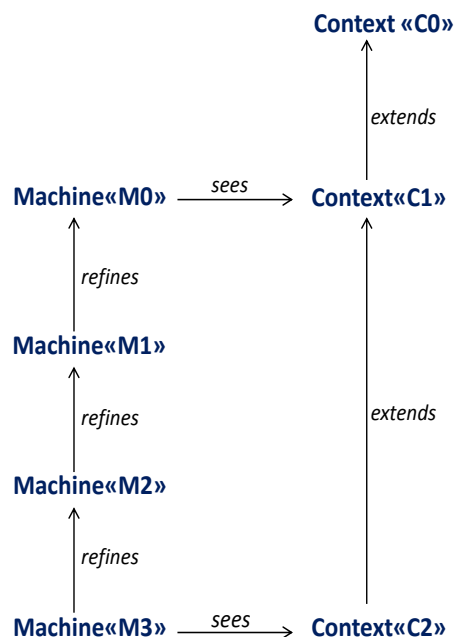 Context «C0»
extends
Machine«M0» sees Context«C1»
refines
Machine«M1»
refines
extends
Machine«M2»
refines
Machine«M3» sees Context«C2»